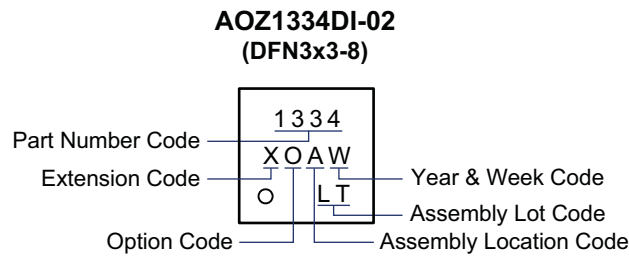 AOZ1334DI-02
(DFN3x3-8)
1334
Part Number Code
XOAW
Extension Code
Year & Week Code
LT
Assembly Lot Code
Option Code
Assembly Location Code